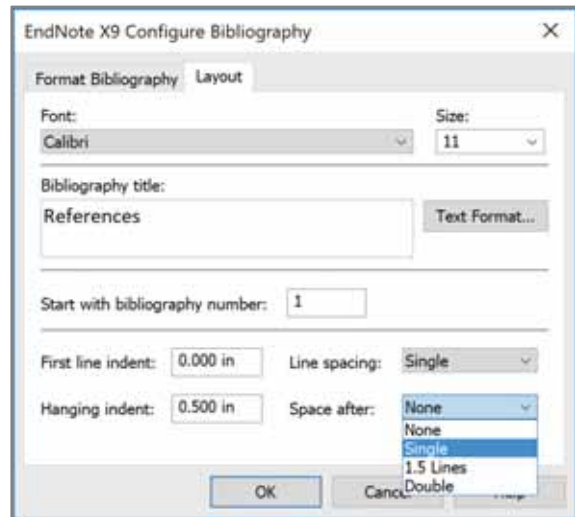 EndNote X9 Configure Bibliography
Format Bibliography Layout
Font: Size:
Calibri 11
Bibliography title:
References Text Format...
Start with bibliography number: 1
First line indent: 0.000 in Line spacing: Single
Hanging indent: 0.500 in Space after: None
None
Single
1.5 Lines
Double
OK